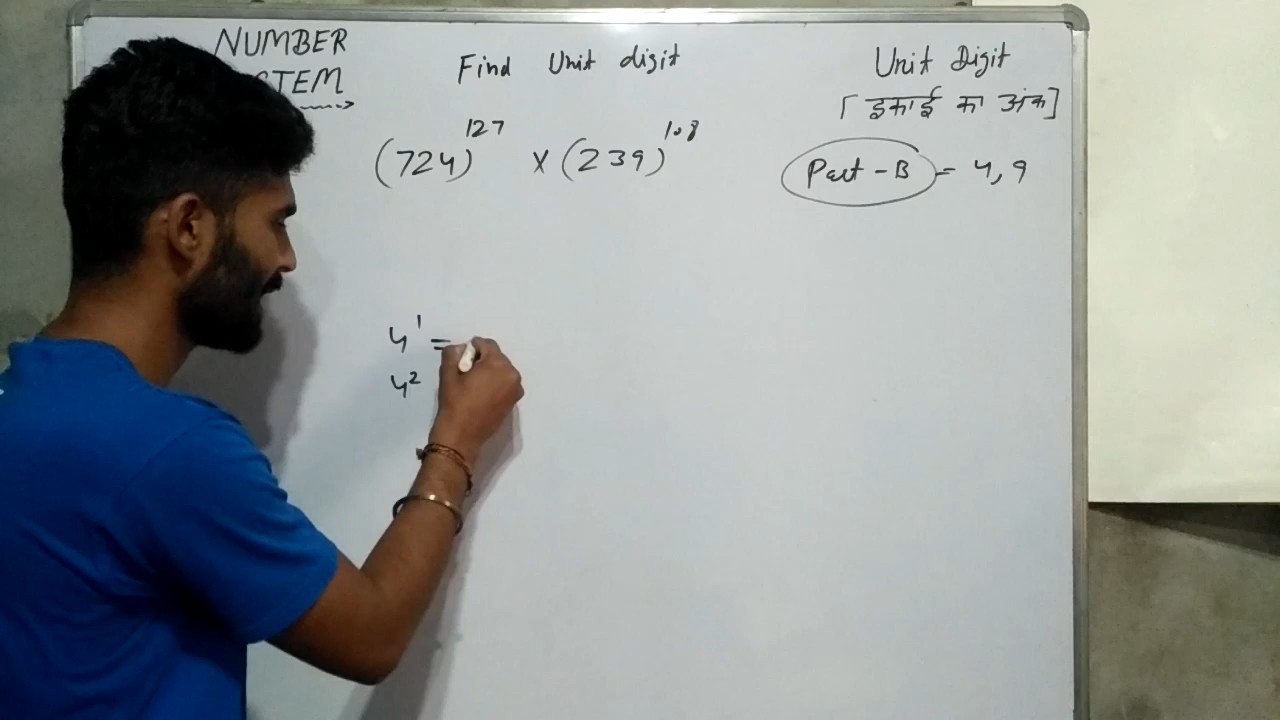 NUMBER
Find Unit digit
(724)^127 × (239)^108
4^1 =
4^2
Unit Digit
[इकाई का अंक]
Part - B = 4, 9